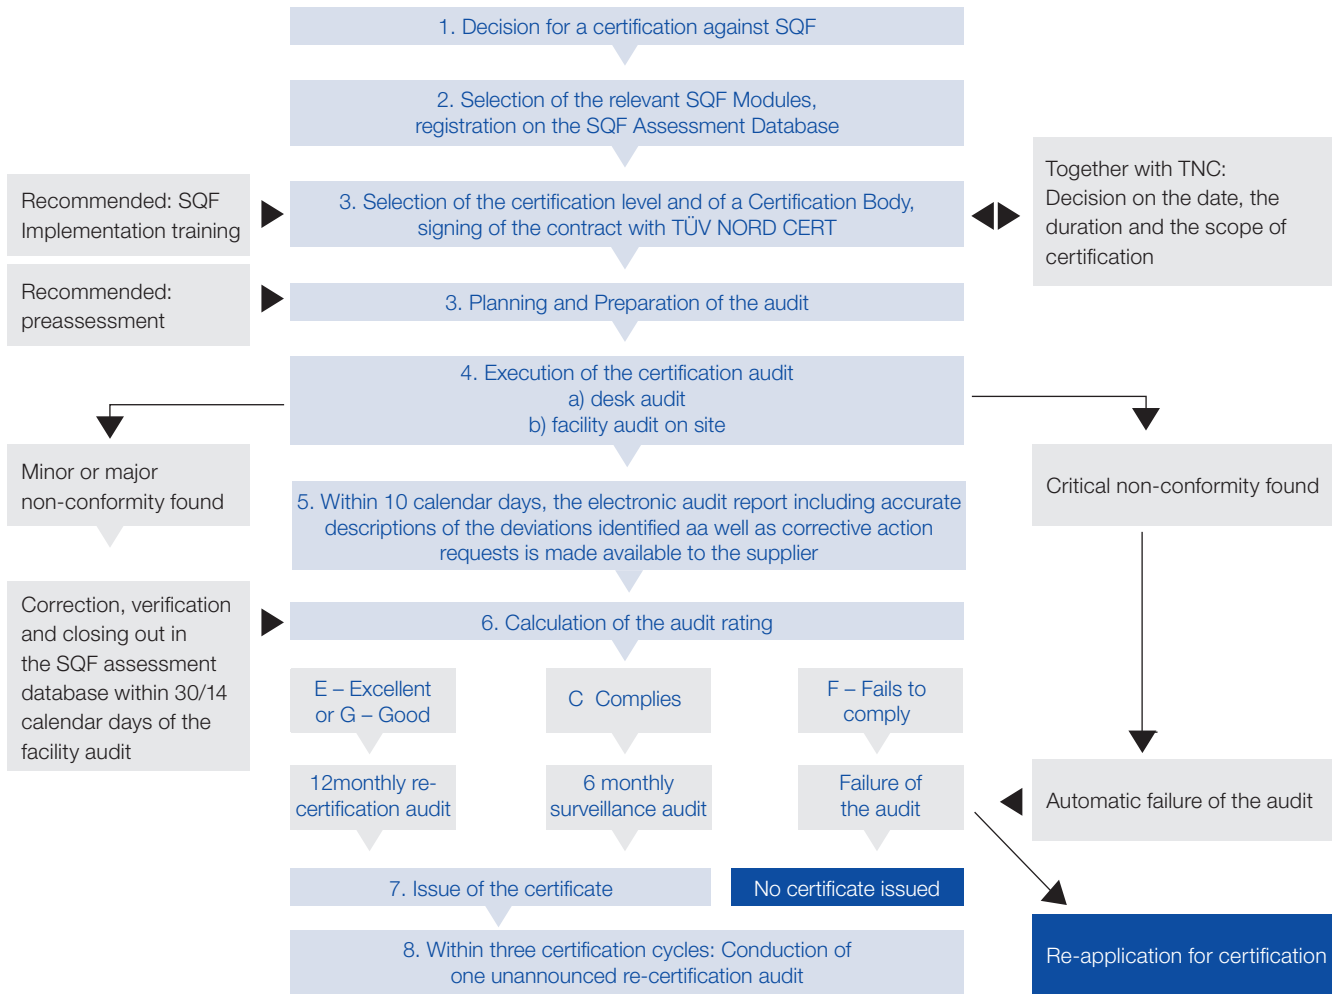 1. Decision for a certification against SQF
2. Selection of the relevant SQF Modules,
registration on the SQF Assessment Database
Recommended: SQF
Implementation training
3. Selection of the certification level and of a Certification Body,
signing of the contract with TÜV NORD CERT
Together with TNC:
Decision on the date, the
duration and the scope of
certification
Recommended:
preassessment
3. Planning and Preparation of the audit
4. Execution of the certification audit
a) desk audit
b) facility audit on site
Minor or major
non-conformity found
Critical non-conformity found
5. Within 10 calendar days, the electronic audit report including accurate
descriptions of the deviations identified aa well as corrective action
requests is made available to the supplier
Correction, verification
and closing out in
the SQF assessment
database within 30/14
calendar days of the
facility audit
6. Calculation of the audit rating
E – Excellent
or G – Good
C Complies
F – Fails to
comply
12monthly re-
certification audit
6 monthly
surveillance audit
Failure of
the audit
Automatic failure of the audit
7. Issue of the certificate
No certificate issued
8. Within three certification cycles: Conduction of
one unannounced re-certification audit
Re-application for certification